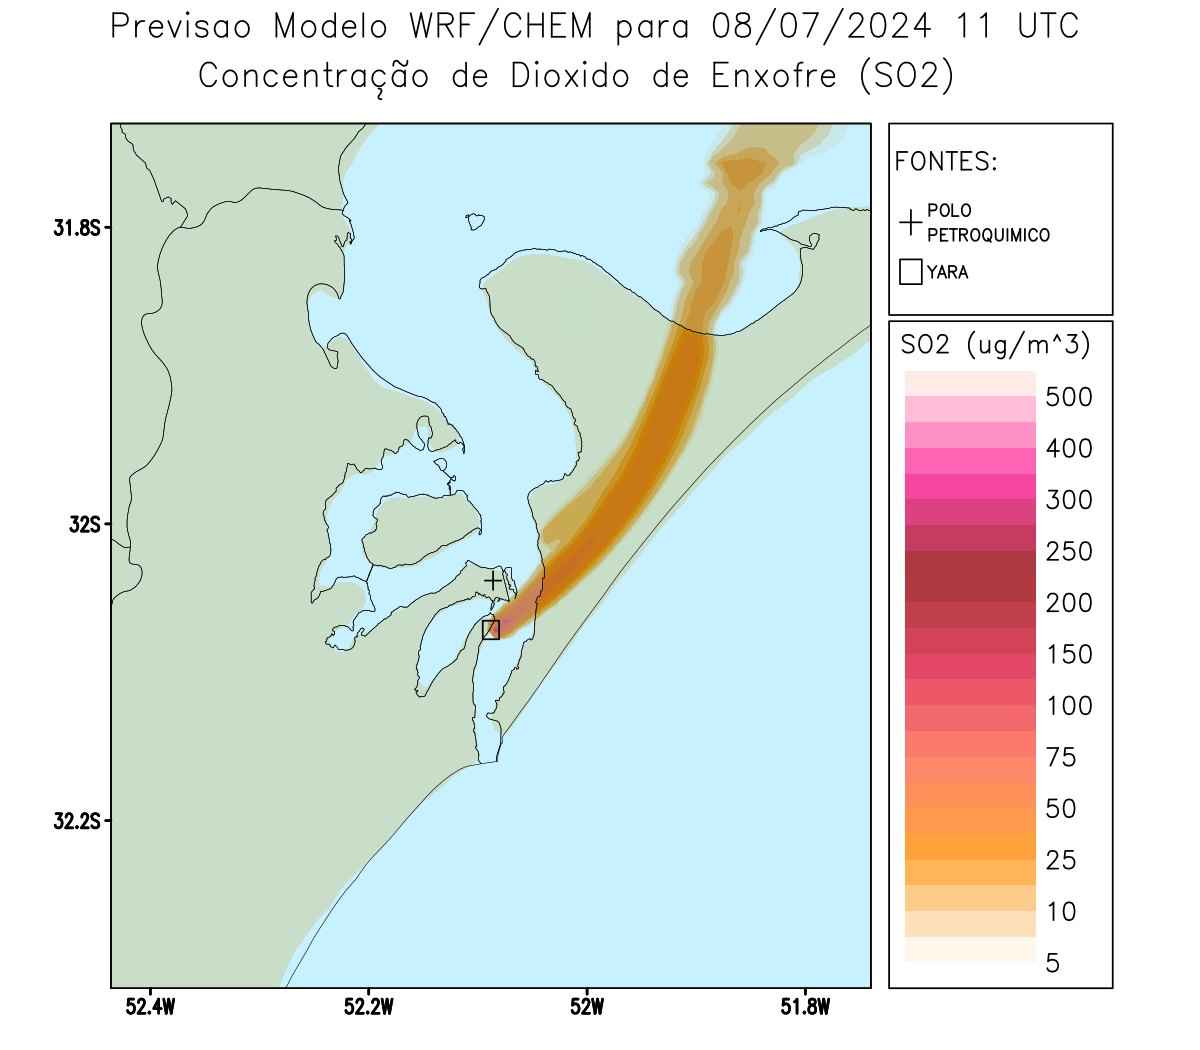 Previsao Modelo WRF/CHEM para 08/07/2024 11 UTC
Concentração de Dioxido de Enxofre (SO2)
FONTES:
POLO
PETROQUIMICO
YARA
SO2 (ug/m^3)
500
400
300
250
200
150
100
75
50
25
10
5
31.8S
32S
32.2S
52.4W
52.2W
52W
51.8W